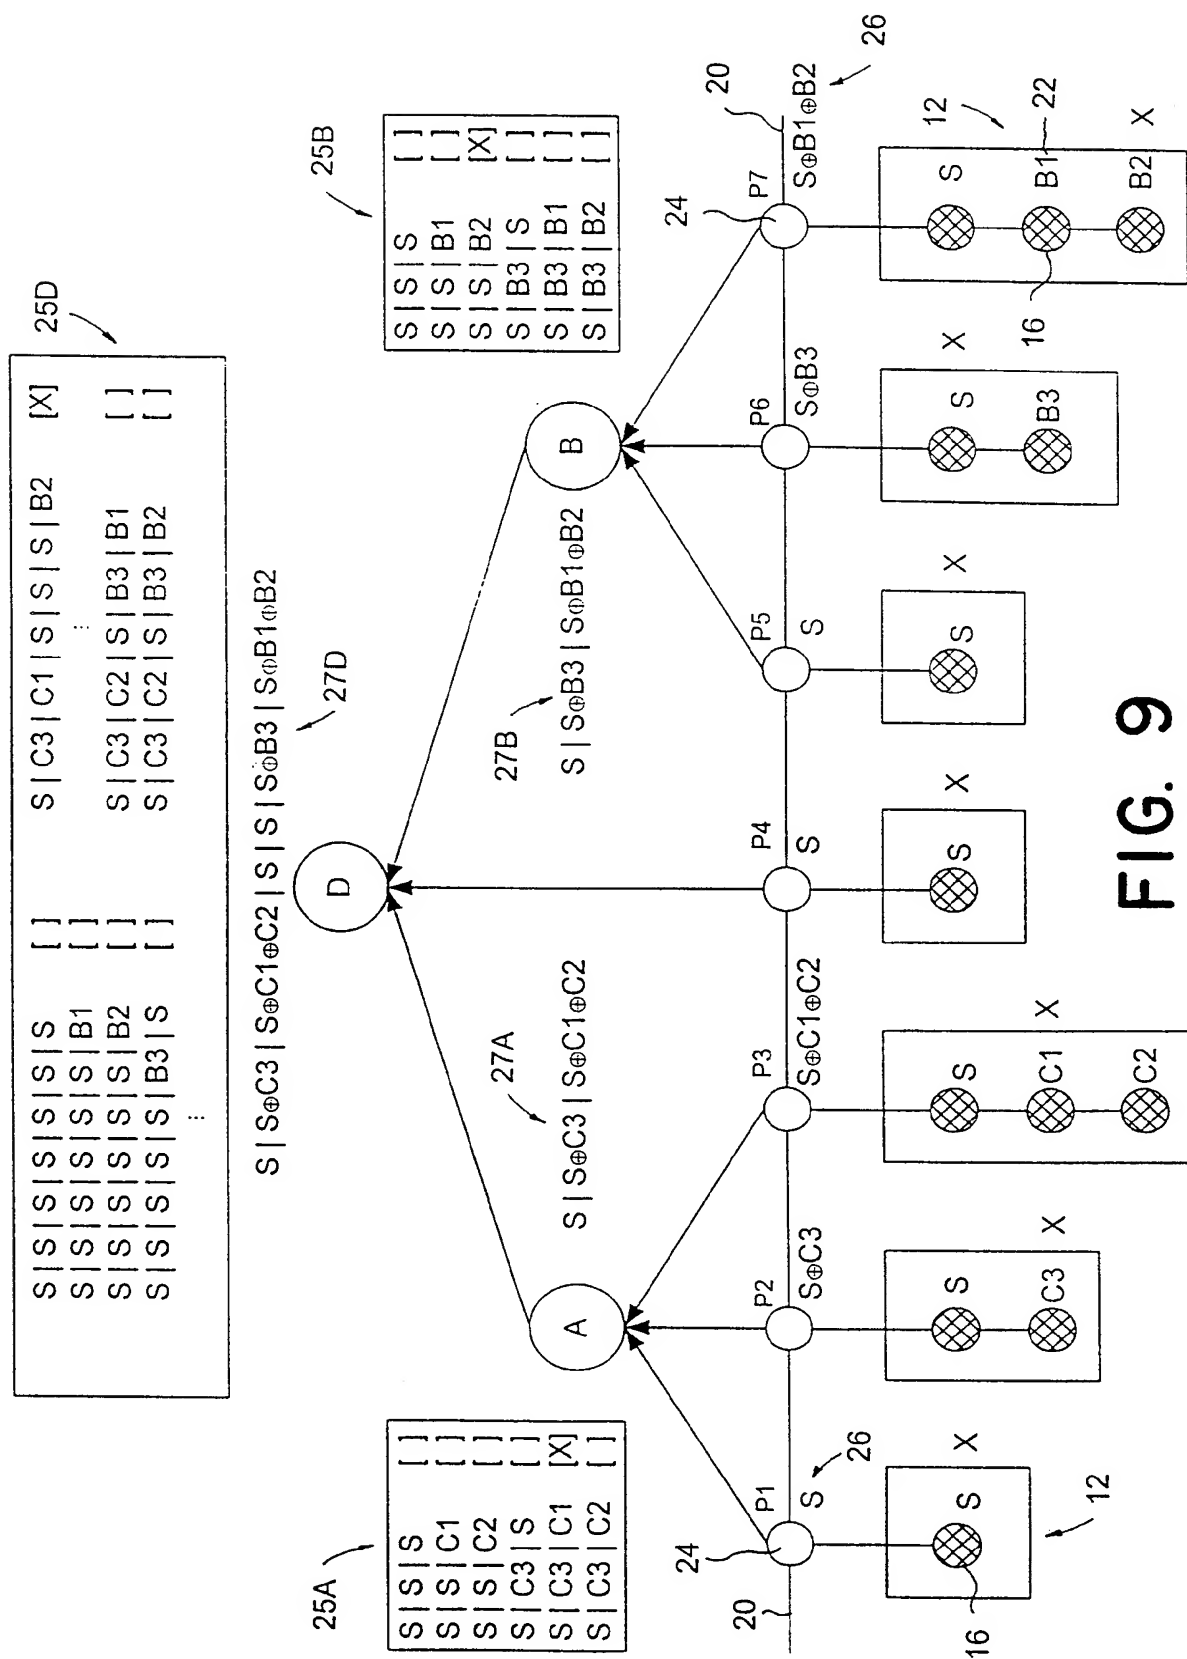 25D
S|S|S|S|S|S|S [ ]
S|S|S|S|S|S|B1 [ ]
S|S|S|S|S|S|B2 [ ]
S|S|S|S|S|B3|S [ ]
⋮
S|C3|C1|S|S|S|B2 [X]
⋮
S|C3|C2|S|S|B3|B1 [ ]
S|C3|C2|S|S|B3|B2 [ ]
S|S⊕C3|S⊕C1⊕C2|S|S|S⊕B3|S⊕B1⊕B2
27D
D
25A
S|S|S [ ]
S|S|C1 [ ]
S|S|C2 [ ]
S|C3|S [ ]
S|C3|C1 [X]
S|C3|C2 [ ]
25B
S|S|S [ ]
S|S|B1 [ ]
S|S|B2 [X]
S|B3|S [ ]
S|B3|B1 [ ]
S|B3|B2 [ ]
A
27A
S|S⊕C3|S⊕C1⊕C2
B
27B
S|S⊕B3|S⊕B1⊕B2
20
24
P1
S
26
P2
S⊕C3
P3
S⊕C1⊕C2
P4
S
P5
S
P6
S⊕B3
24
P7
S⊕B1⊕B2
20
26
S
X
16
12
S
C3
X
S
C1
X
C2
S
X
S
X
S
X
B3
12
S
B1
22
B2
X
16
FIG. 9